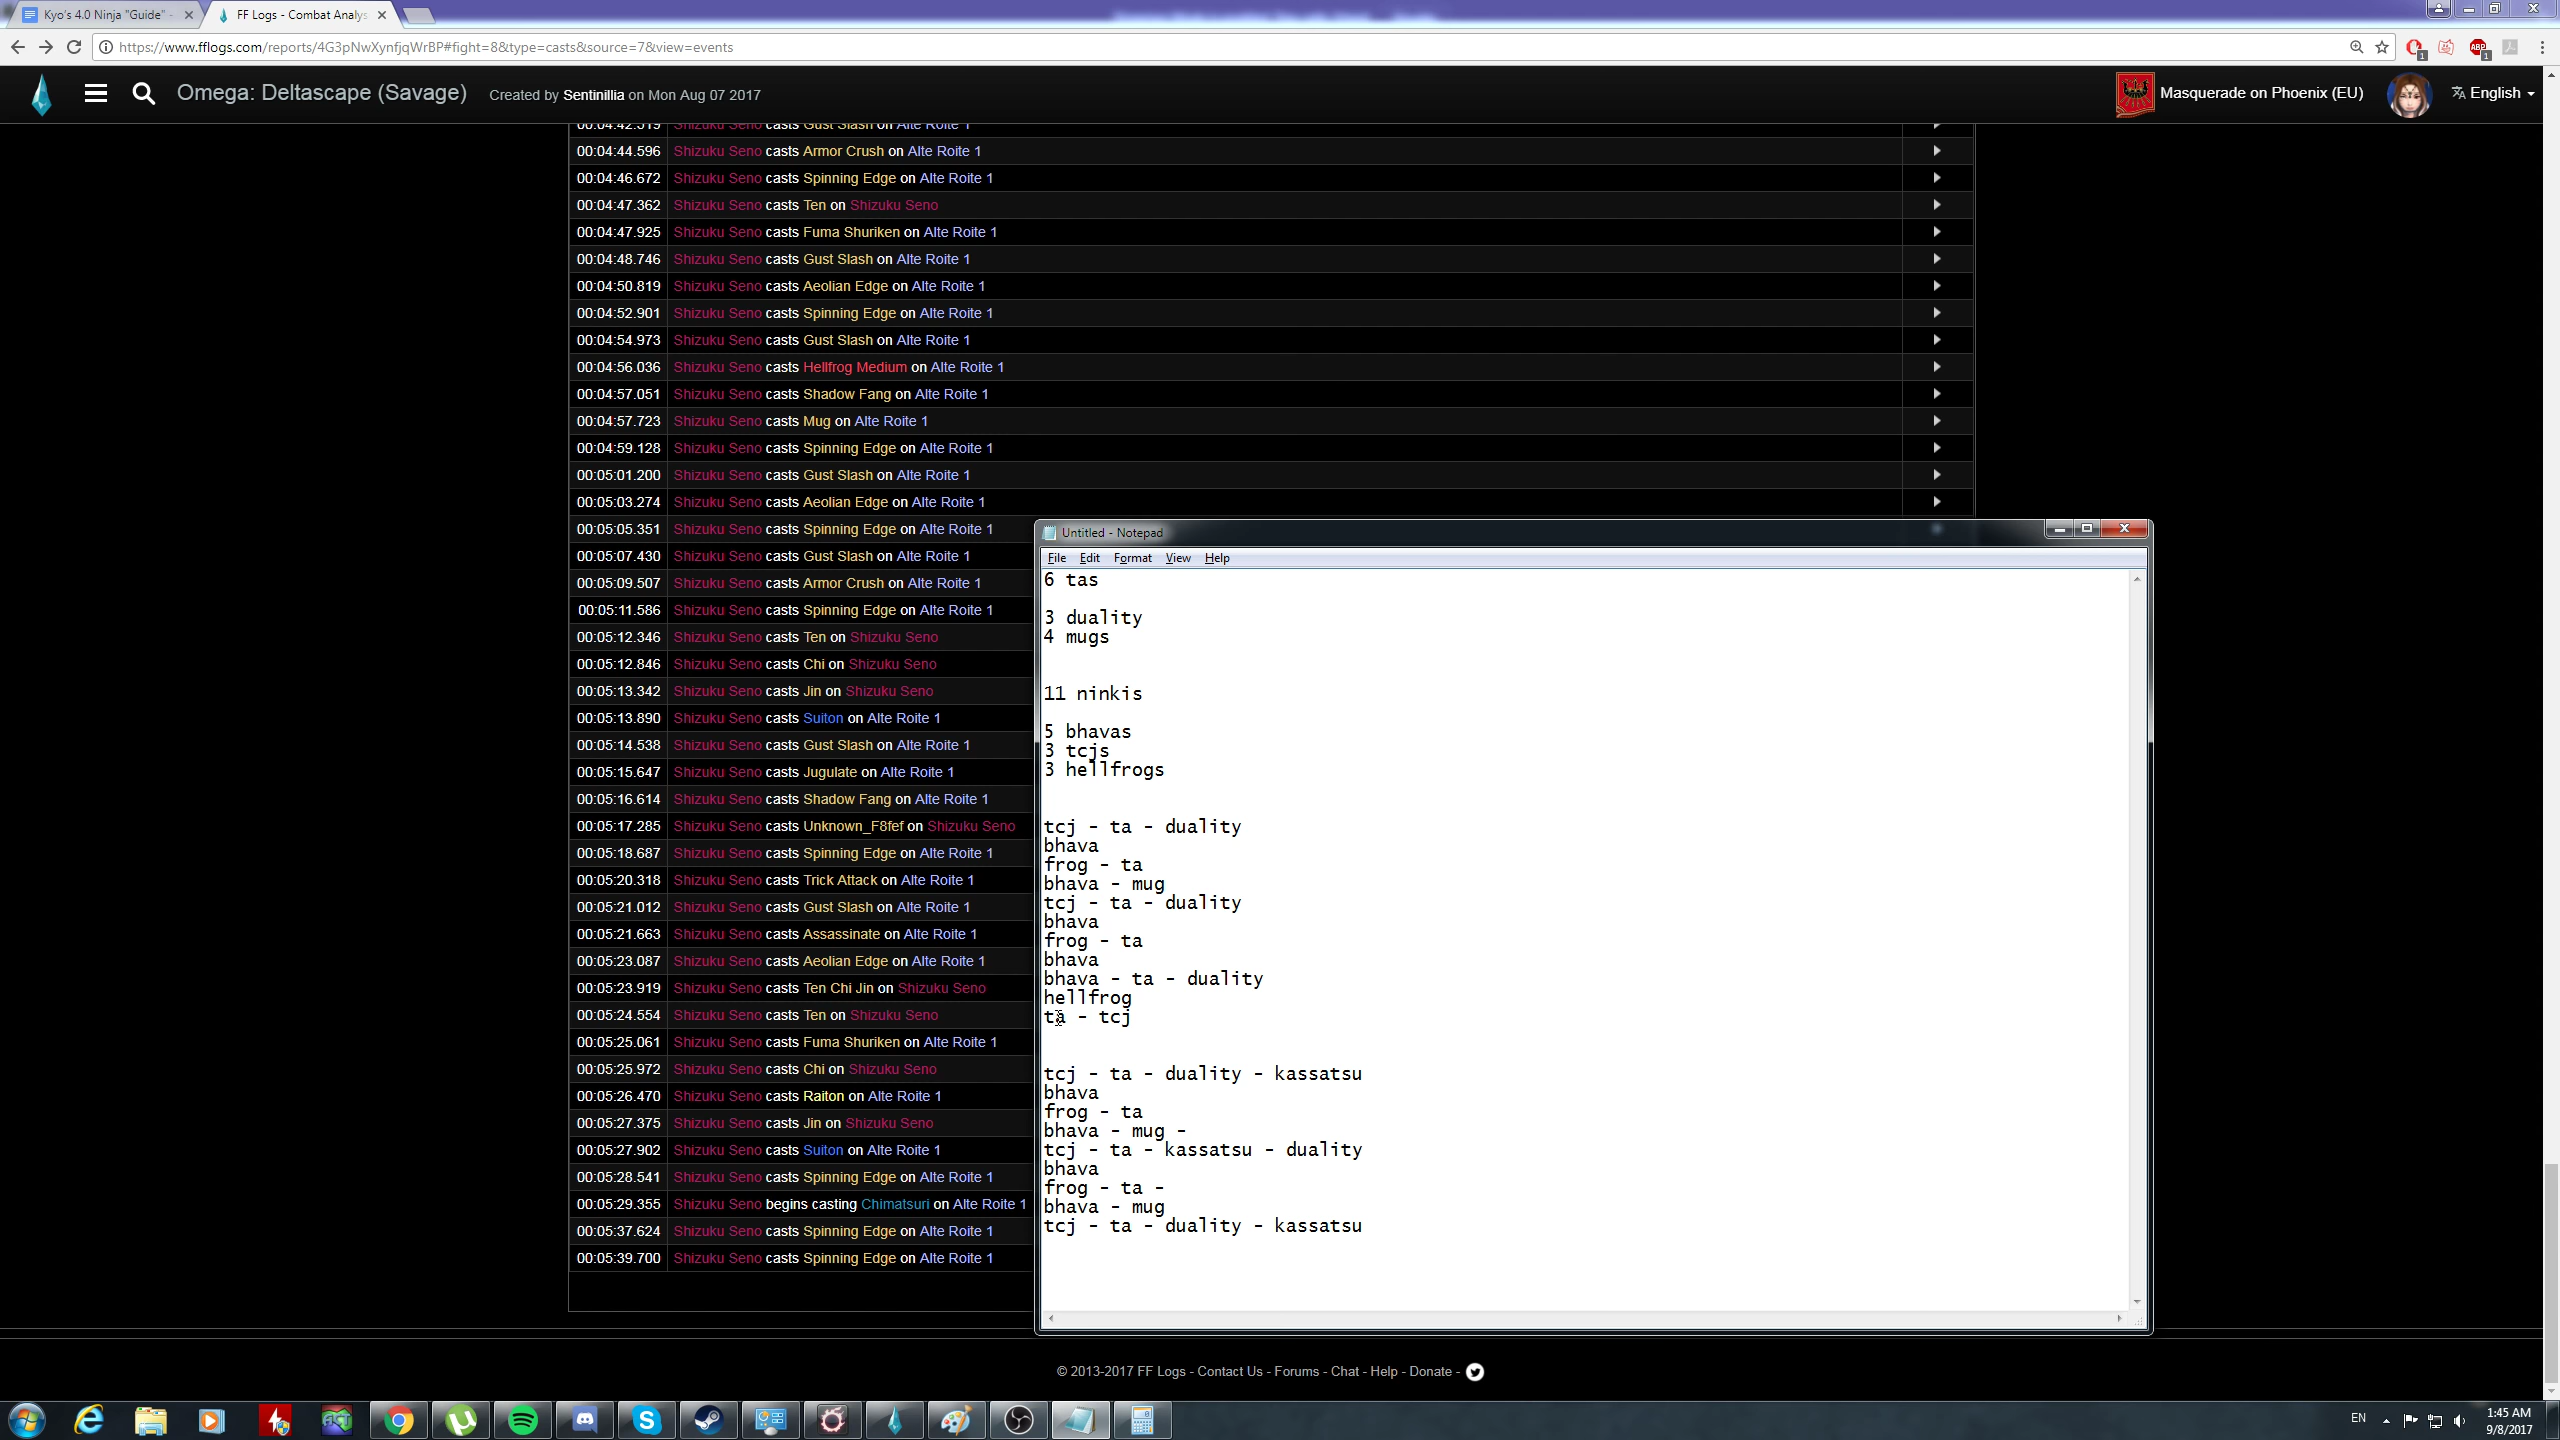 Kyo's 4.0 Ninja "Guide" -
FF Logs - Combat Analys
https://www.fflogs.com/reports/4G3pNwXynfjqWrBP#fight=8&type=casts&source=7&view=events
Omega: Deltascape (Savage) Created by Sentinillia on Mon Aug 07 2017
Masquerade on Phoenix (EU)
English
00:04:42.519 Shizuku Seno casts Gust Slash on Alte Roite 1
00:04:44.596 Shizuku Seno casts Armor Crush on Alte Roite 1
00:04:46.672 Shizuku Seno casts Spinning Edge on Alte Roite 1
00:04:47.362 Shizuku Seno casts Ten on Shizuku Seno
00:04:47.925 Shizuku Seno casts Fuma Shuriken on Alte Roite 1
00:04:48.746 Shizuku Seno casts Gust Slash on Alte Roite 1
00:04:50.819 Shizuku Seno casts Aeolian Edge on Alte Roite 1
00:04:52.901 Shizuku Seno casts Spinning Edge on Alte Roite 1
00:04:54.973 Shizuku Seno casts Gust Slash on Alte Roite 1
00:04:56.036 Shizuku Seno casts Hellfrog Medium on Alte Roite 1
00:04:57.051 Shizuku Seno casts Shadow Fang on Alte Roite 1
00:04:57.723 Shizuku Seno casts Mug on Alte Roite 1
00:04:59.128 Shizuku Seno casts Spinning Edge on Alte Roite 1
00:05:01.200 Shizuku Seno casts Gust Slash on Alte Roite 1
00:05:03.274 Shizuku Seno casts Aeolian Edge on Alte Roite 1
00:05:05.351 Shizuku Seno casts Spinning Edge on Alte Roite 1
00:05:07.430 Shizuku Seno casts Gust Slash on Alte Roite 1
00:05:09.507 Shizuku Seno casts Armor Crush on Alte Roite 1
00:05:11.586 Shizuku Seno casts Spinning Edge on Alte Roite 1
00:05:12.346 Shizuku Seno casts Ten on Shizuku Seno
00:05:12.846 Shizuku Seno casts Chi on Shizuku Seno
00:05:13.342 Shizuku Seno casts Jin on Shizuku Seno
00:05:13.890 Shizuku Seno casts Suiton on Alte Roite 1
00:05:14.538 Shizuku Seno casts Gust Slash on Alte Roite 1
00:05:15.647 Shizuku Seno casts Jugulate on Alte Roite 1
00:05:16.614 Shizuku Seno casts Shadow Fang on Alte Roite 1
00:05:17.285 Shizuku Seno casts Unknown_F8fef on Shizuku Seno
00:05:18.687 Shizuku Seno casts Spinning Edge on Alte Roite 1
00:05:20.318 Shizuku Seno casts Trick Attack on Alte Roite 1
00:05:21.012 Shizuku Seno casts Gust Slash on Alte Roite 1
00:05:21.663 Shizuku Seno casts Assassinate on Alte Roite 1
00:05:23.087 Shizuku Seno casts Aeolian Edge on Alte Roite 1
00:05:23.919 Shizuku Seno casts Ten Chi Jin on Shizuku Seno
00:05:24.554 Shizuku Seno casts Ten on Shizuku Seno
00:05:25.061 Shizuku Seno casts Fuma Shuriken on Alte Roite 1
00:05:25.972 Shizuku Seno casts Chi on Shizuku Seno
00:05:26.470 Shizuku Seno casts Raiton on Alte Roite 1
00:05:27.375 Shizuku Seno casts Jin on Shizuku Seno
00:05:27.902 Shizuku Seno casts Suiton on Alte Roite 1
00:05:28.541 Shizuku Seno casts Spinning Edge on Alte Roite 1
00:05:29.355 Shizuku Seno begins casting Chimatsuri on Alte Roite 1
00:05:37.624 Shizuku Seno casts Spinning Edge on Alte Roite 1
00:05:39.700 Shizuku Seno casts Spinning Edge on Alte Roite 1
Untitled - Notepad
File Edit Format View Help
6 tas
3 duality
4 mugs
11 ninkis
5 bhavas
3 tcjs
3 hellfrogs
tcj - ta - duality
bhava
frog - ta
bhava - mug
tcj - ta - duality
bhava
frog - ta
bhava
bhava - ta - duality
hellfrog
ta - tcj
tcj - ta - duality - kassatsu
bhava
frog - ta
bhava - mug -
tcj - ta - kassatsu - duality
bhava
frog - ta -
bhava - mug
tcj - ta - duality - kassatsu
© 2013-2017 FF Logs - Contact Us - Forums - Chat - Help - Donate -
EN
1:45 AM
9/8/2017